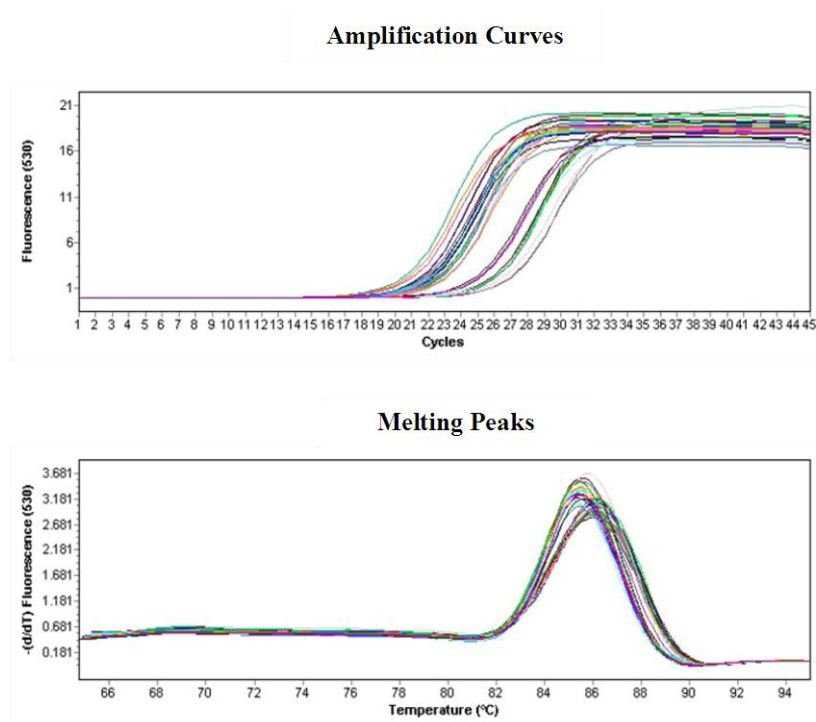 Amplification Curves
Fluorescence (530)
21
16
11
6
1
1 2 3 4 5 6 7 8 9 10 11 12 13 14 15 16 17 18 19 20 21 22 23 24 25 26 27 28 29 30 31 32 33 34 35 36 37 38 39 40 41 42 43 44 45
Cycles
Melting Peaks
-(d/dT) Fluorescence (530)
3.681
3.181
2.681
2.181
1.681
1.181
0.681
0.181
66 68 70 72 74 76 78 80 82 84 86 88 90 92 94
Temperature (°C)